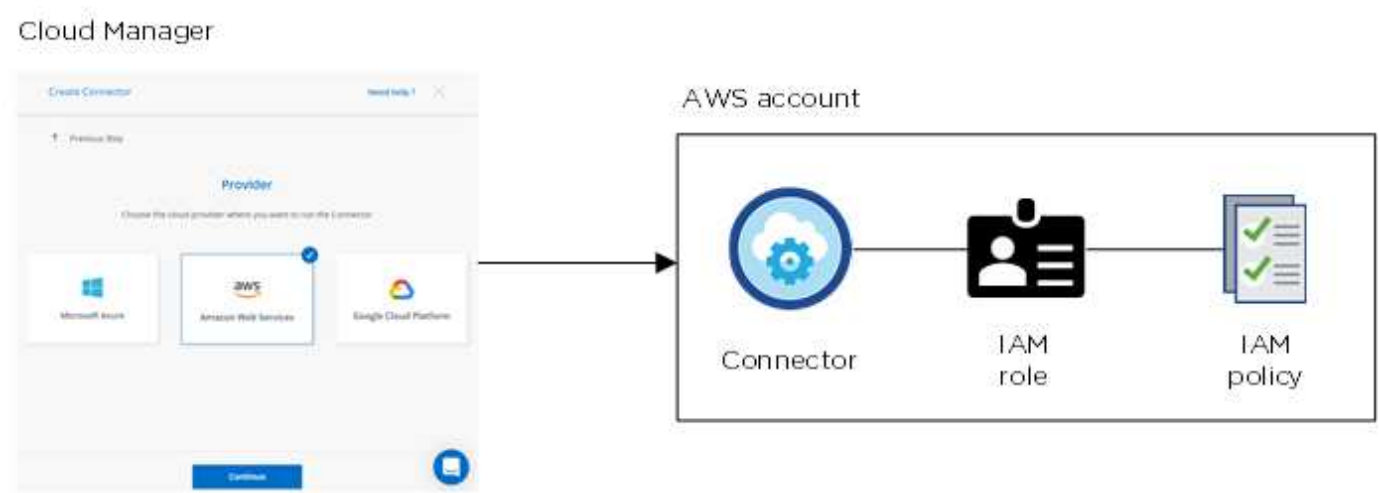 Cloud Manager
Create Connector
Need help?
AWS account
Previous Step
Provider
Choose the cloud provider where you want to run the Connector
aws
Microsoft Azure
Amazon Web Services
Google Cloud Platform
Connector
IAM
role
IAM
policy
Continue